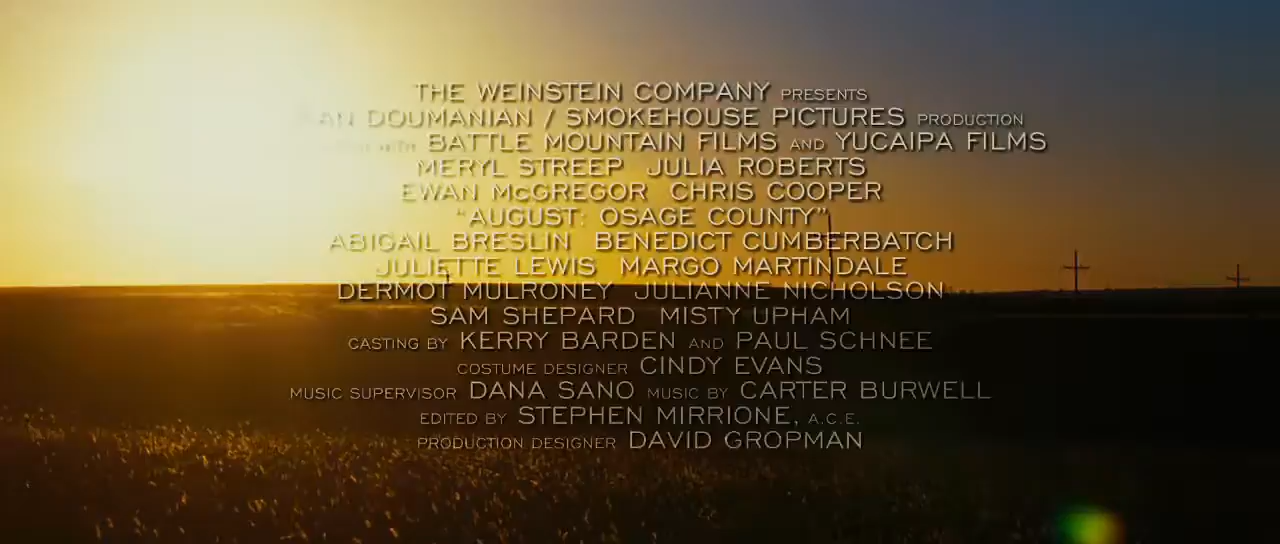 THE WEINSTEIN COMPANY PRESENTS
DOUMANIAN / SMOKEHOUSE PICTURES PRODUCTION
WITH BATTLE MOUNTAIN FILMS AND YUCAIPA FILMS
MERYL STREEP JULIA ROBERTS
EWAN McGREGOR CHRIS COOPER
"AUGUST: OSAGE COUNTY"
ABIGAIL BRESLIN BENEDICT CUMBERBATCH
JULIETTE LEWIS MARGO MARTINDALE
DERMOT MULRONEY JULIANNE NICHOLSON
SAM SHEPARD MISTY UPHAM
CASTING BY KERRY BARDEN AND PAUL SCHNEE
COSTUME DESIGNER CINDY EVANS
MUSIC SUPERVISOR DANA SANO MUSIC BY CARTER BURWELL
EDITED BY STEPHEN MIRRIONE, A.C.E.
PRODUCTION DESIGNER DAVID GROPMAN